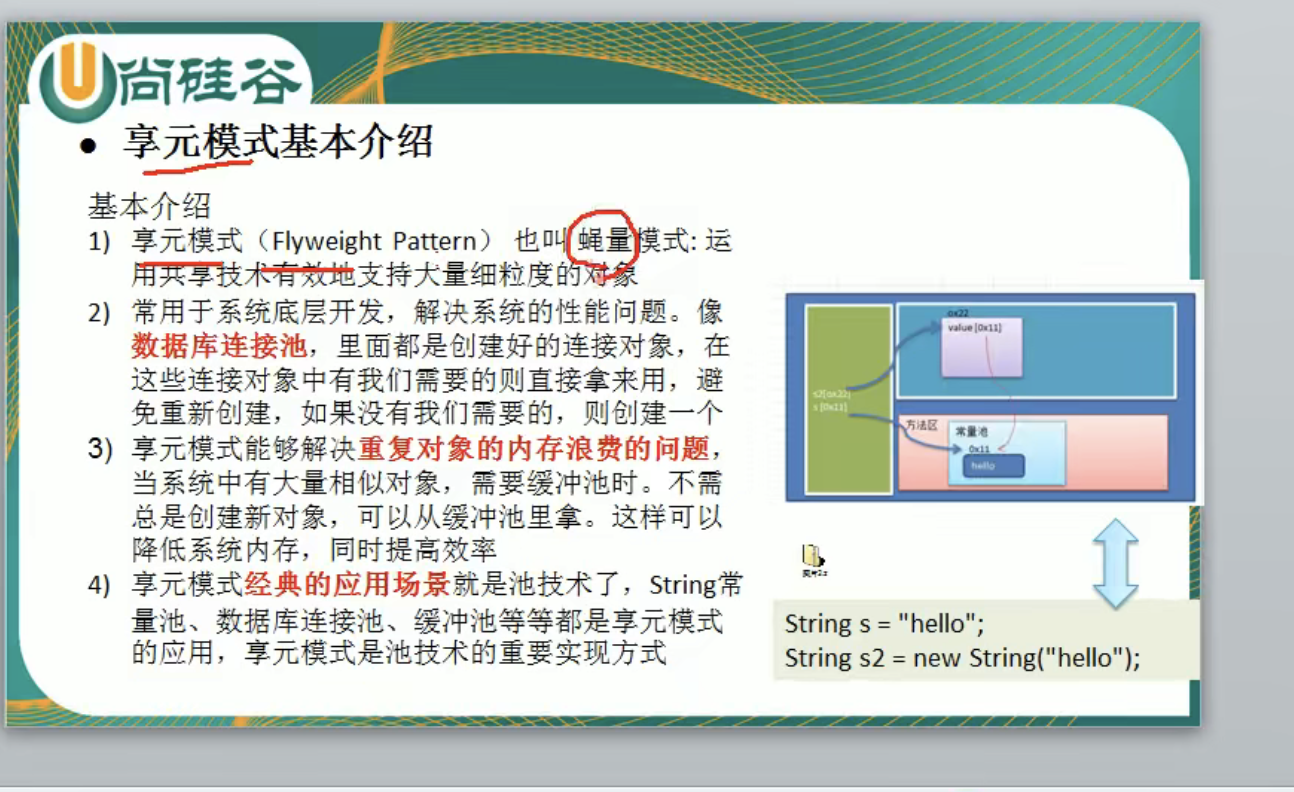 尚硅谷
● 享元模式基本介绍
基本介绍
1) 享元模式（Flyweight Pattern） 也叫 蝇量模式: 运
用共享技术有效地支持大量细粒度的对象
2) 常用于系统底层开发，解决系统的性能问题。像
数据库连接池，里面都是创建好的连接对象，在
这些连接对象中有我们需要的则直接拿来用，避
免重新创建，如果没有我们需要的，则创建一个
3) 享元模式能够解决重复对象的内存浪费的问题，
当系统中有大量相似对象，需要缓冲池时。不需
总是创建新对象，可以从缓冲池里拿。这样可以
降低系统内存，同时提高效率
4) 享元模式经典的应用场景就是池技术了，String常
量池、数据库连接池、缓冲池等等都是享元模式
的应用，享元模式是池技术的重要实现方式
0x22
value [0x11]
s2[0x22]
s [0x11]
方法区
常量池
0x11
hello
String s = "hello";
String s2 = new String("hello");